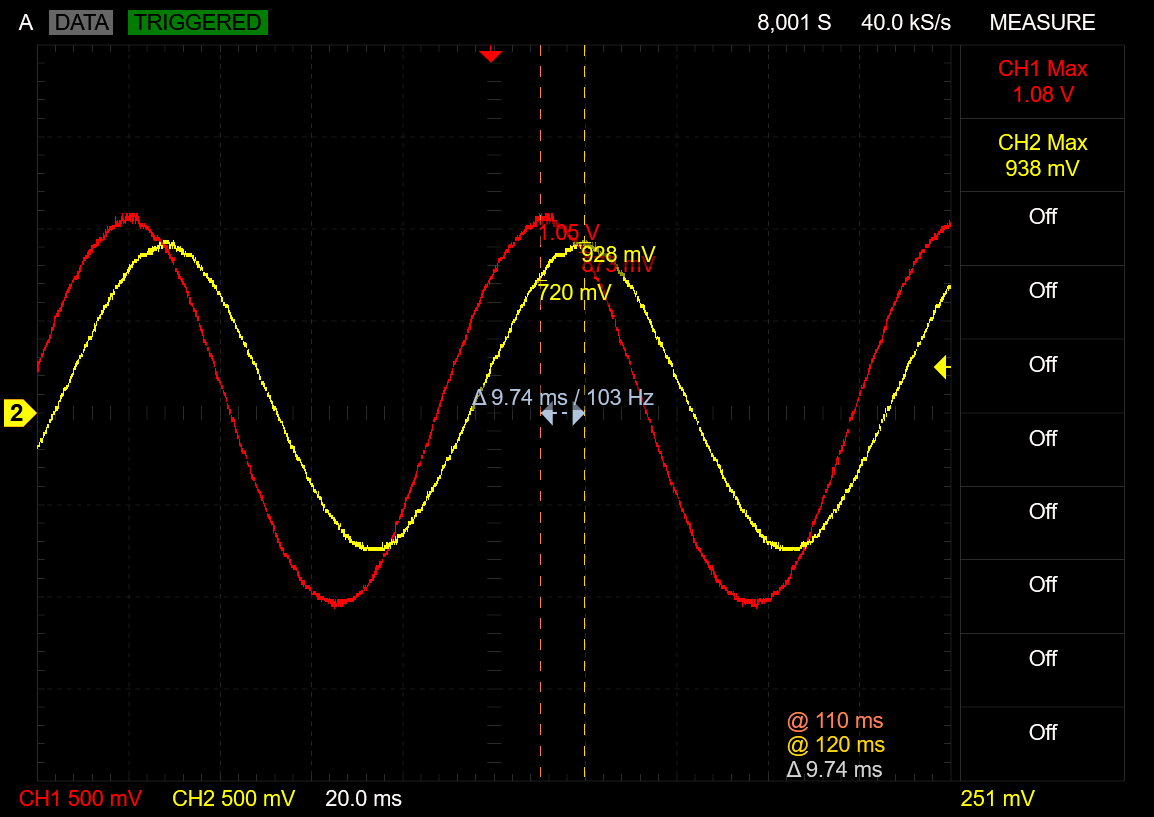 A DATA TRIGGERED 8,001 S 40.0 kS/s MEASURE
CH1 Max
1.08 V
CH2 Max
938 mV
Off
Off
Off
Off
Off
Off
Off
Off
1.05 V
928 mV
873 mV
720 mV
Δ 9.74 ms / 103 Hz
2
@ 110 ms
@ 120 ms
Δ 9.74 ms
CH1 500 mV CH2 500 mV 20.0 ms 251 mV